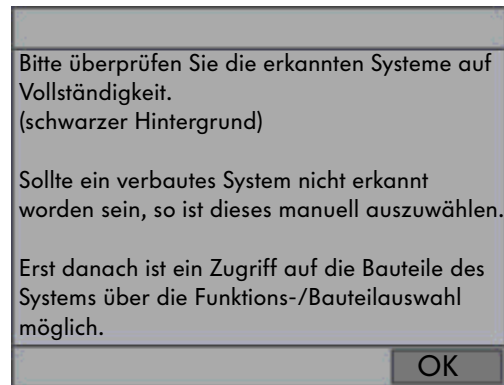 Bitte überprüfen Sie die erkannten Systeme auf
Vollständigkeit.
(schwarzer Hintergrund)
Sollte ein verbautes System nicht erkannt
worden sein, so ist dieses manuell auszuwählen.
Erst danach ist ein Zugriff auf die Bauteile des
Systems über die Funktions-/Bauteilauswahl
möglich.
OK